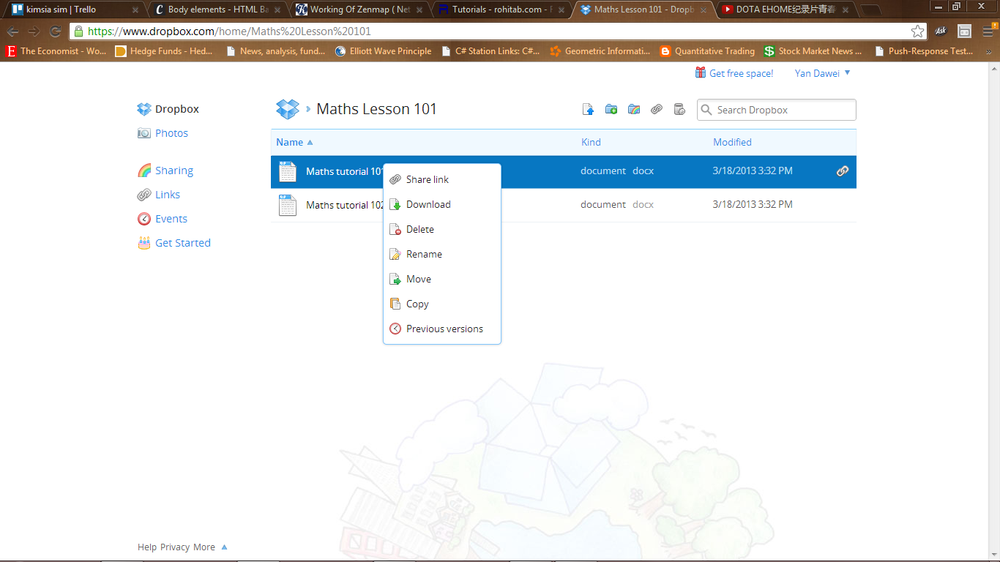 kimsia sim | Trello
Body elements - HTML Ba
Working Of Zenmap ( Net
Tutorials - rohitab.com - F
Maths Lesson 101 - Dropb
DOTA EHOME纪录片青春
https://www.dropbox.com/home/Maths%20Lesson%20101
Ask
The Economist - Wo...
Hedge Funds - Hed...
News, analysis, fund...
Elliott Wave Principle
C# Station Links: C#...
Geometric Informati...
Quantitative Trading
Stock Market News ...
Push-Response Test...
»
Get free space!
Yan Dawei
Dropbox
Photos
Sharing
Links
Events
Get Started
Maths Lesson 101
Search Dropbox
Name
Kind
Modified
Maths tutorial 101
document docx
3/18/2013 3:32 PM
Maths tutorial 102
document docx
3/18/2013 3:32 PM
Share link
Download
Delete
Rename
Move
Copy
Previous versions
Help Privacy More